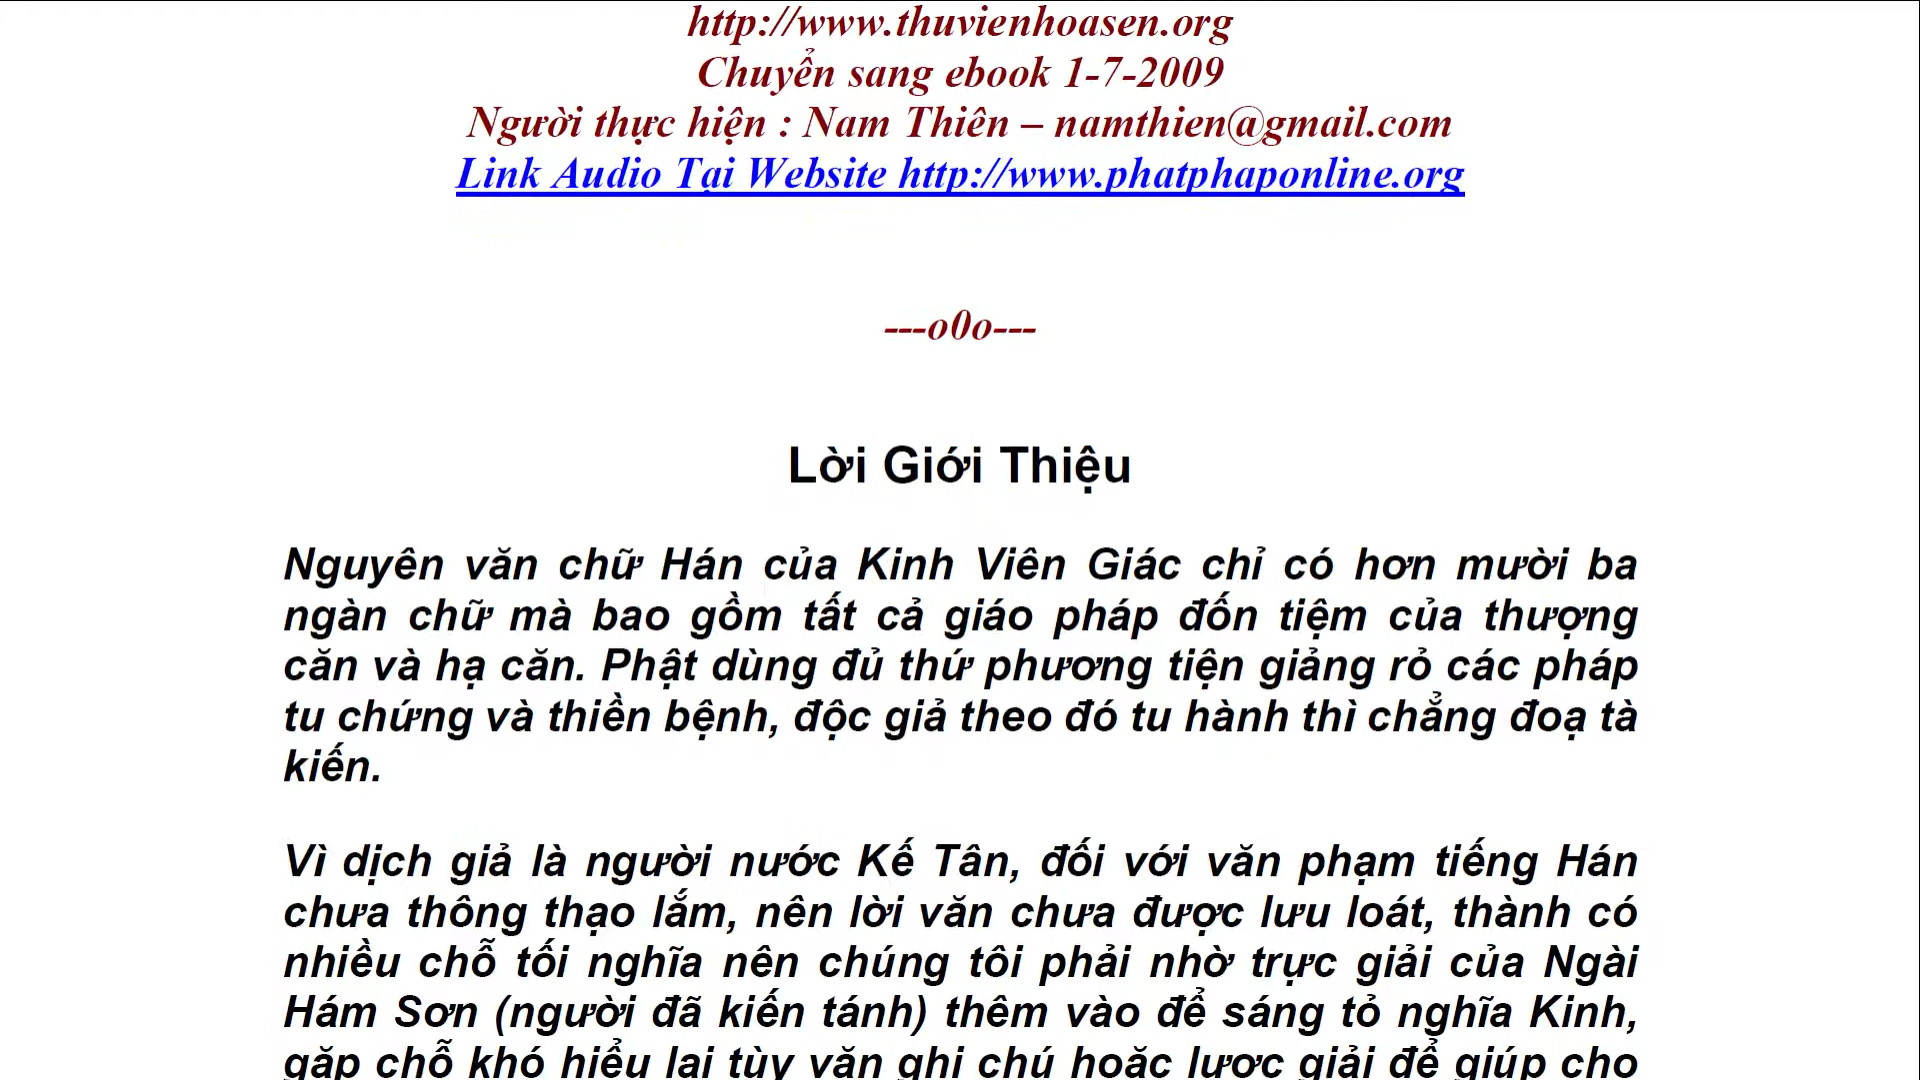 http://www.thuvienhoasen.org
Chuyển sang ebook 1-7-2009
Người thực hiện : Nam Thiên – namthien@gmail.com
Link Audio Tại Website http://www.phatphaponline.org
---o0o---
Lời Giới Thiệu
Nguyên văn chữ Hán của Kinh Viên Giác chỉ có hơn mười ba
ngàn chữ mà bao gồm tất cả giáo pháp đốn tiệm của thượng
căn và hạ căn. Phật dùng đủ thứ phương tiện giảng rỏ các pháp
tu chứng và thiền bệnh, độc giả theo đó tu hành thì chẳng đoạ tà
kiến.
Vì dịch giả là người nước Kế Tân, đối với văn phạm tiếng Hán
chưa thông thạo lắm, nên lời văn chưa được lưu loát, thành có
nhiều chỗ tối nghĩa nên chúng tôi phải nhờ trực giải của Ngài
Hám Sơn (người đã kiến tánh) thêm vào để sáng tỏ nghĩa Kinh,
gặp chỗ khó hiểu lại tùy văn ghi chú hoặc lược giải để giúp cho